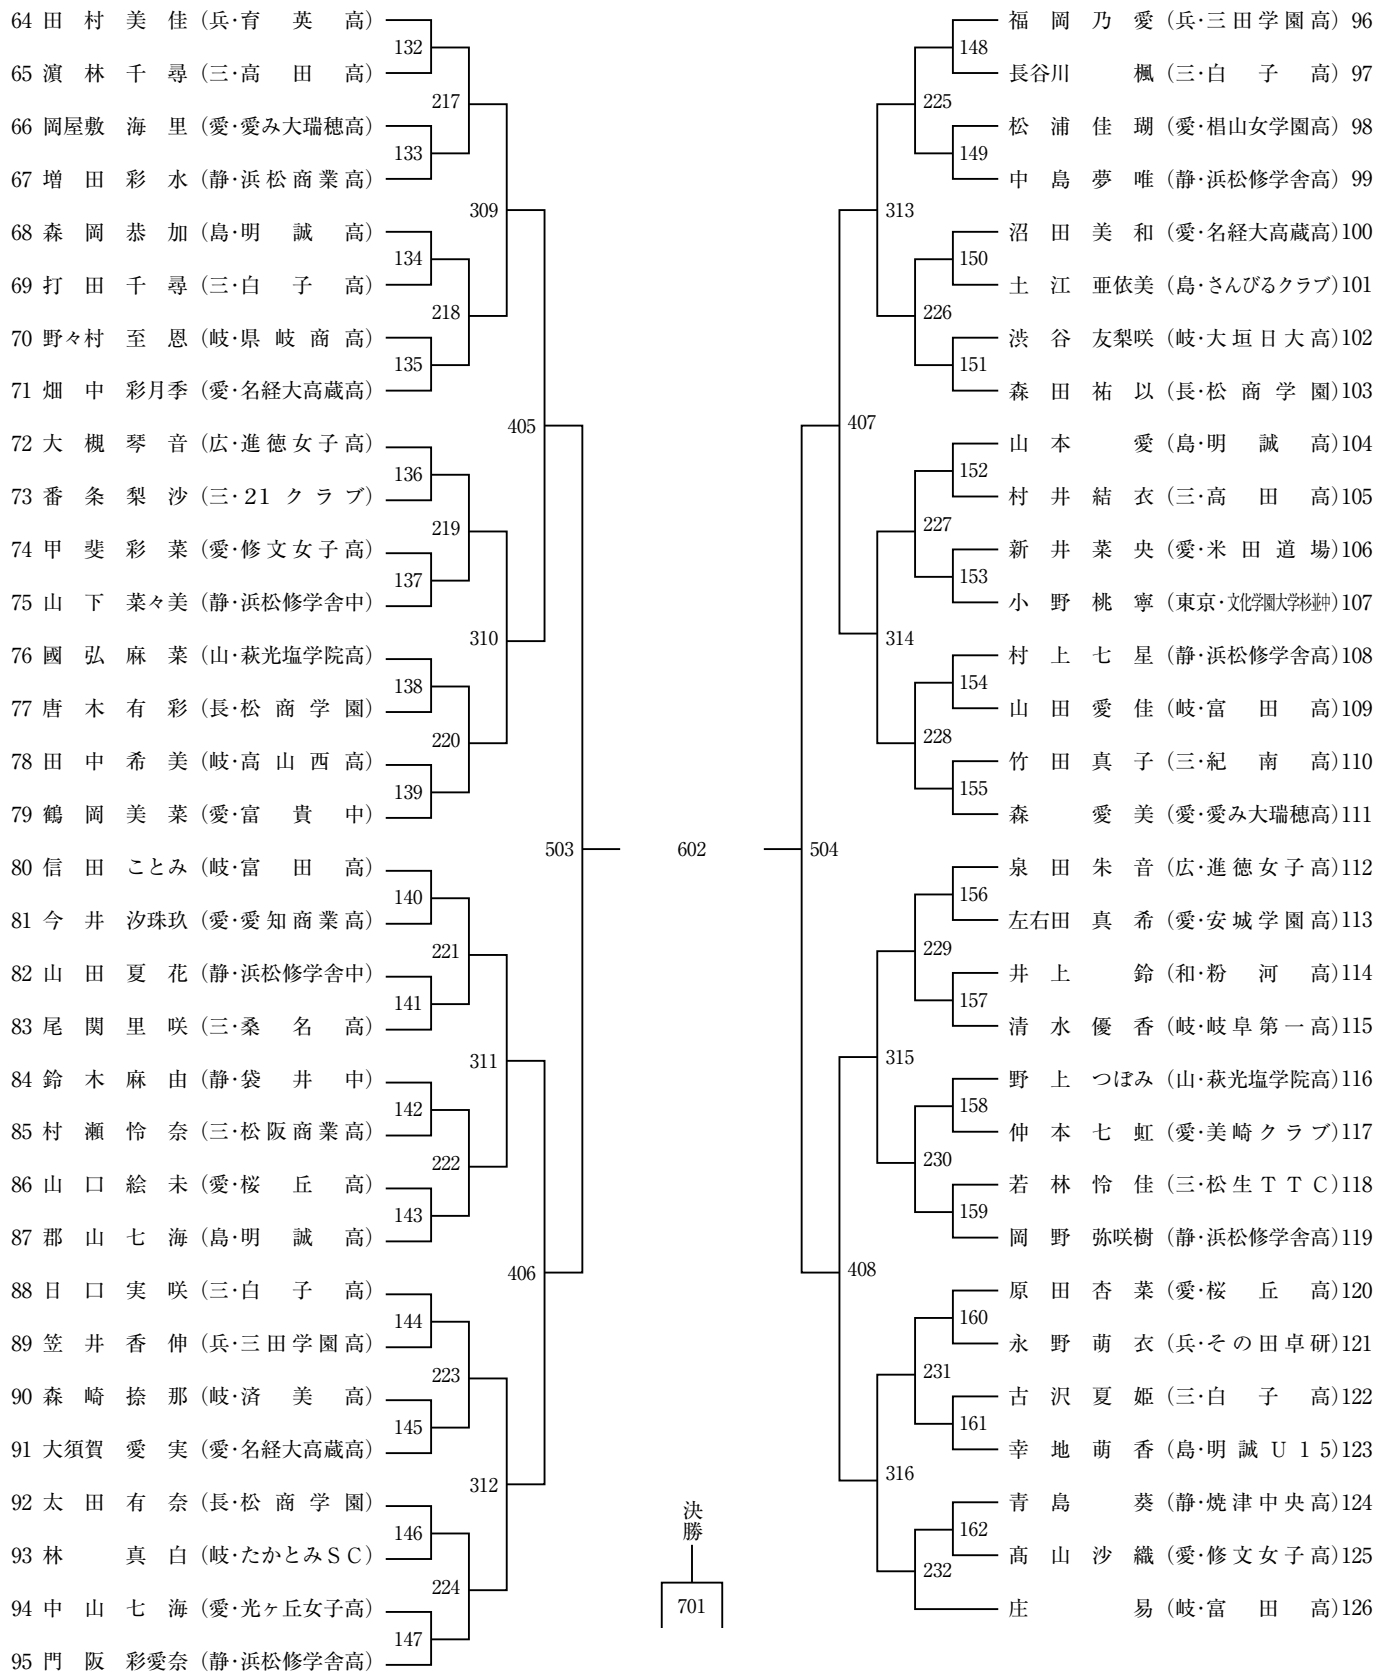 64 田村美佳 (兵・育英高)
132
65 濵林千尋 (三・高田高)
217
66 岡屋敷海里 (愛・愛み大瑞穂高)
133
67 増田彩水 (静・浜松商業高)
309
68 森岡恭加 (島・明誠高)
134
69 打田千尋 (三・白子高)
218
70 野々村至恩 (岐・県岐商高)
135
71 畑中彩月季 (愛・名経大高蔵高)
405
72 大槻琴音 (広・進徳女子高)
136
73 番条梨沙 (三・21クラブ)
219
74 甲斐彩菜 (愛・修文女子高)
137
75 山下菜々美 (静・浜松修学舎中)
310
76 國弘麻菜 (山・萩光塩学院高)
138
77 唐木有彩 (長・松商学園)
220
78 田中希美 (岐・高山西高)
139
79 鶴岡美菜 (愛・富貴中)
503
80 信田ことみ (岐・富田高)
140
81 今井汐珠玖 (愛・愛知商業高)
221
82 山田夏花 (静・浜松修学舎中)
141
83 尾関里咲 (三・桑名高)
311
84 鈴木麻由 (静・袋井中)
142
85 村瀬怜奈 (三・松阪商業高)
222
86 山口絵未 (愛・桜丘高)
143
87 郡山七海 (島・明誠高)
406
88 日口実咲 (三・白子高)
144
89 笠井香伸 (兵・三田学園高)
223
90 森崎捺那 (岐・済美高)
145
91 大須賀愛実 (愛・名経大高蔵高)
312
92 太田有奈 (長・松商学園)
146
93 林真白 (岐・たかとみSC)
224
94 中山七海 (愛・光ヶ丘女子高)
147
95 門阪彩愛奈 (静・浜松修学舎高)
602
決勝
701
福岡乃愛 (兵・三田学園高) 96
148
長谷川楓 (三・白子高) 97
225
松浦佳瑚 (愛・椙山女学園高) 98
149
中島夢唯 (静・浜松修学舎高) 99
313
沼田美和 (愛・名経大高蔵高) 100
150
土江亜依美 (島・さんびるクラブ) 101
226
渋谷友梨咲 (岐・大垣日大高) 102
151
森田祐以 (長・松商学園) 103
407
山本愛 (島・明誠高) 104
152
村井結衣 (三・高田高) 105
227
新井菜央 (愛・米田道場) 106
153
小野桃寧 (東京・文化学園大学杉並中) 107
314
村上七星 (静・浜松修学舎高) 108
154
山田愛佳 (岐・富田高) 109
228
竹田真子 (三・紀南高) 110
155
森愛美 (愛・愛み大瑞穂高) 111
504
泉田朱音 (広・進徳女子高) 112
156
左右田真希 (愛・安城学園高) 113
229
井上鈴 (和・粉河高) 114
157
清水優香 (岐・岐阜第一高) 115
315
野上つぼみ (山・萩光塩学院高) 116
158
仲本七虹 (愛・美崎クラブ) 117
230
若林怜佳 (三・松生TTC) 118
159
岡野弥咲樹 (静・浜松修学舎高) 119
408
原田杏菜 (愛・桜丘高) 120
160
永野萌衣 (兵・その田卓研) 121
231
古沢夏姫 (三・白子高) 122
161
幸地萌香 (島・明誠U15) 123
316
青島葵 (静・焼津中央高) 124
162
髙山沙織 (愛・修文女子高) 125
232
庄易 (岐・富田高) 126